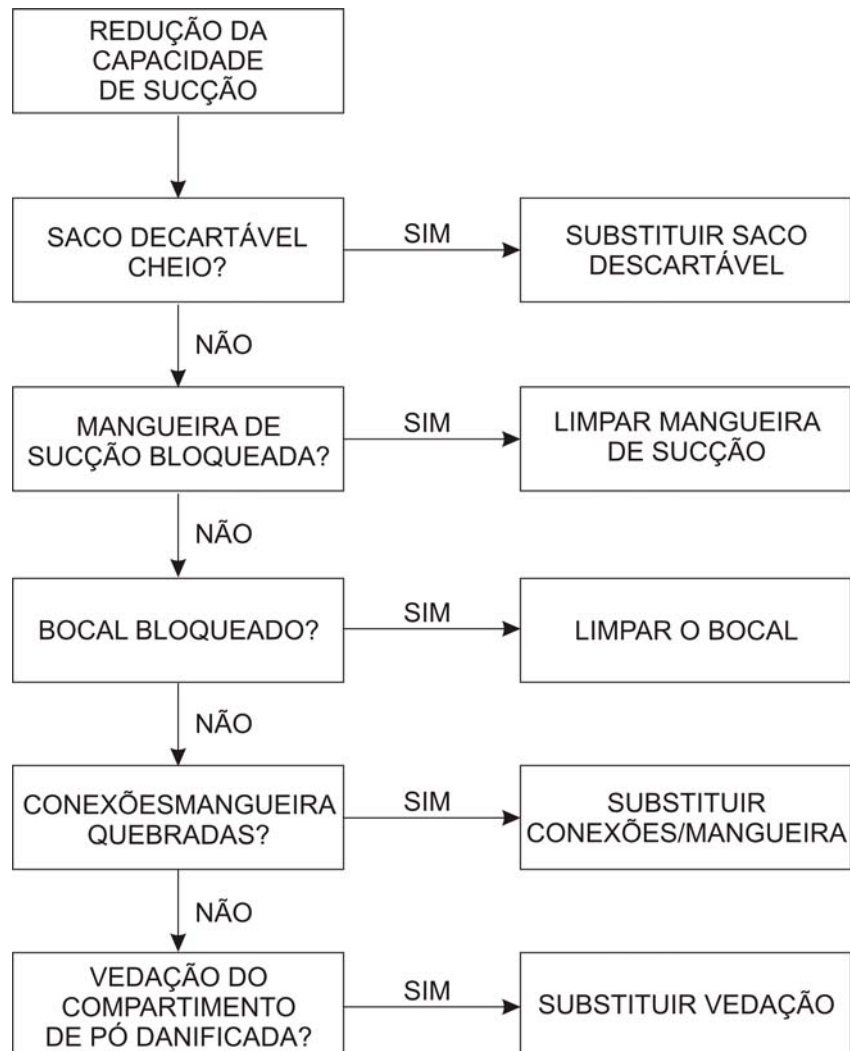 REDUÇÃO DA
CAPACIDADE
DE SUCÇÃO
SACO DECARTÁVEL
CHEIO?
SIM
SUBSTITUIR SACO
DESCARTÁVEL
NÃO
MANGUEIRA DE
SUCÇÃO BLOQUEADA?
SIM
LIMPAR MANGUEIRA
DE SUCÇÃO
NÃO
BOCAL BLOQUEADO?
SIM
LIMPAR O BOCAL
NÃO
CONEXÕESMANGUEIRA
QUEBRADAS?
SIM
SUBSTITUIR
CONEXÕES/MANGUEIRA
NÃO
VEDAÇÃO DO
COMPARTIMENTO
DE PÓ DANIFICADA?
SIM
SUBSTITUIR VEDAÇÃO